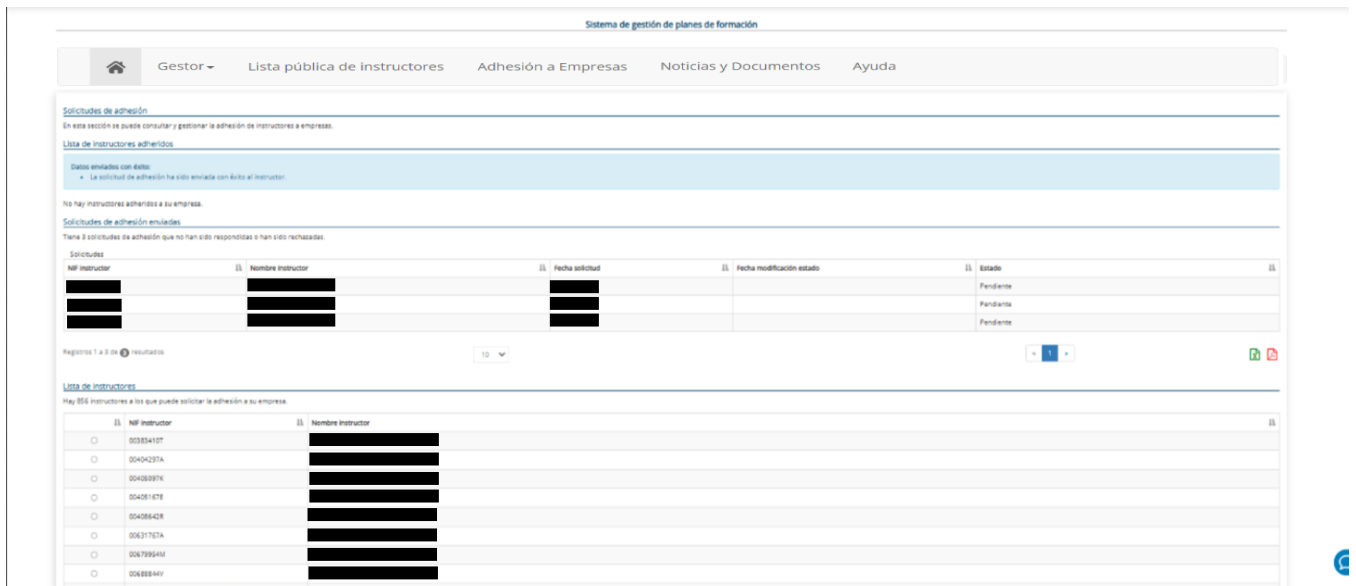 Sistema de gestión de planes de formación
Gestor Lista pública de instructores Adhesión a Empresas Noticias y Documentos Ayuda
Solicitudes de adhesión
En esta sección se puede consultar y gestionar la adhesión de instructores a empresas.
Lista de instructores adheridos
Datos enviados con éxito:
La solicitud de adhesión ha sido enviada con éxito al instructor.
No hay instructores adheridos a su empresa.
Solicitudes de adhesión enviadas
Tiene 3 solicitudes de adhesión que no han sido respondidas o han sido rechazadas.
Solicitudes
NIF instructor Nombre instructor Fecha solicitud Fecha modificación estado Estado
Pendiente
Pendiente
Pendiente
Registros 1 a 3 de 3 resultados 10 « 1 »
Lista de instructores
Hay 856 instructores a los que puede solicitar la adhesión a su empresa.
NIF instructor Nombre instructor
00385410T
00404297A
00405167E
00408642R
00631767A
00688844Y